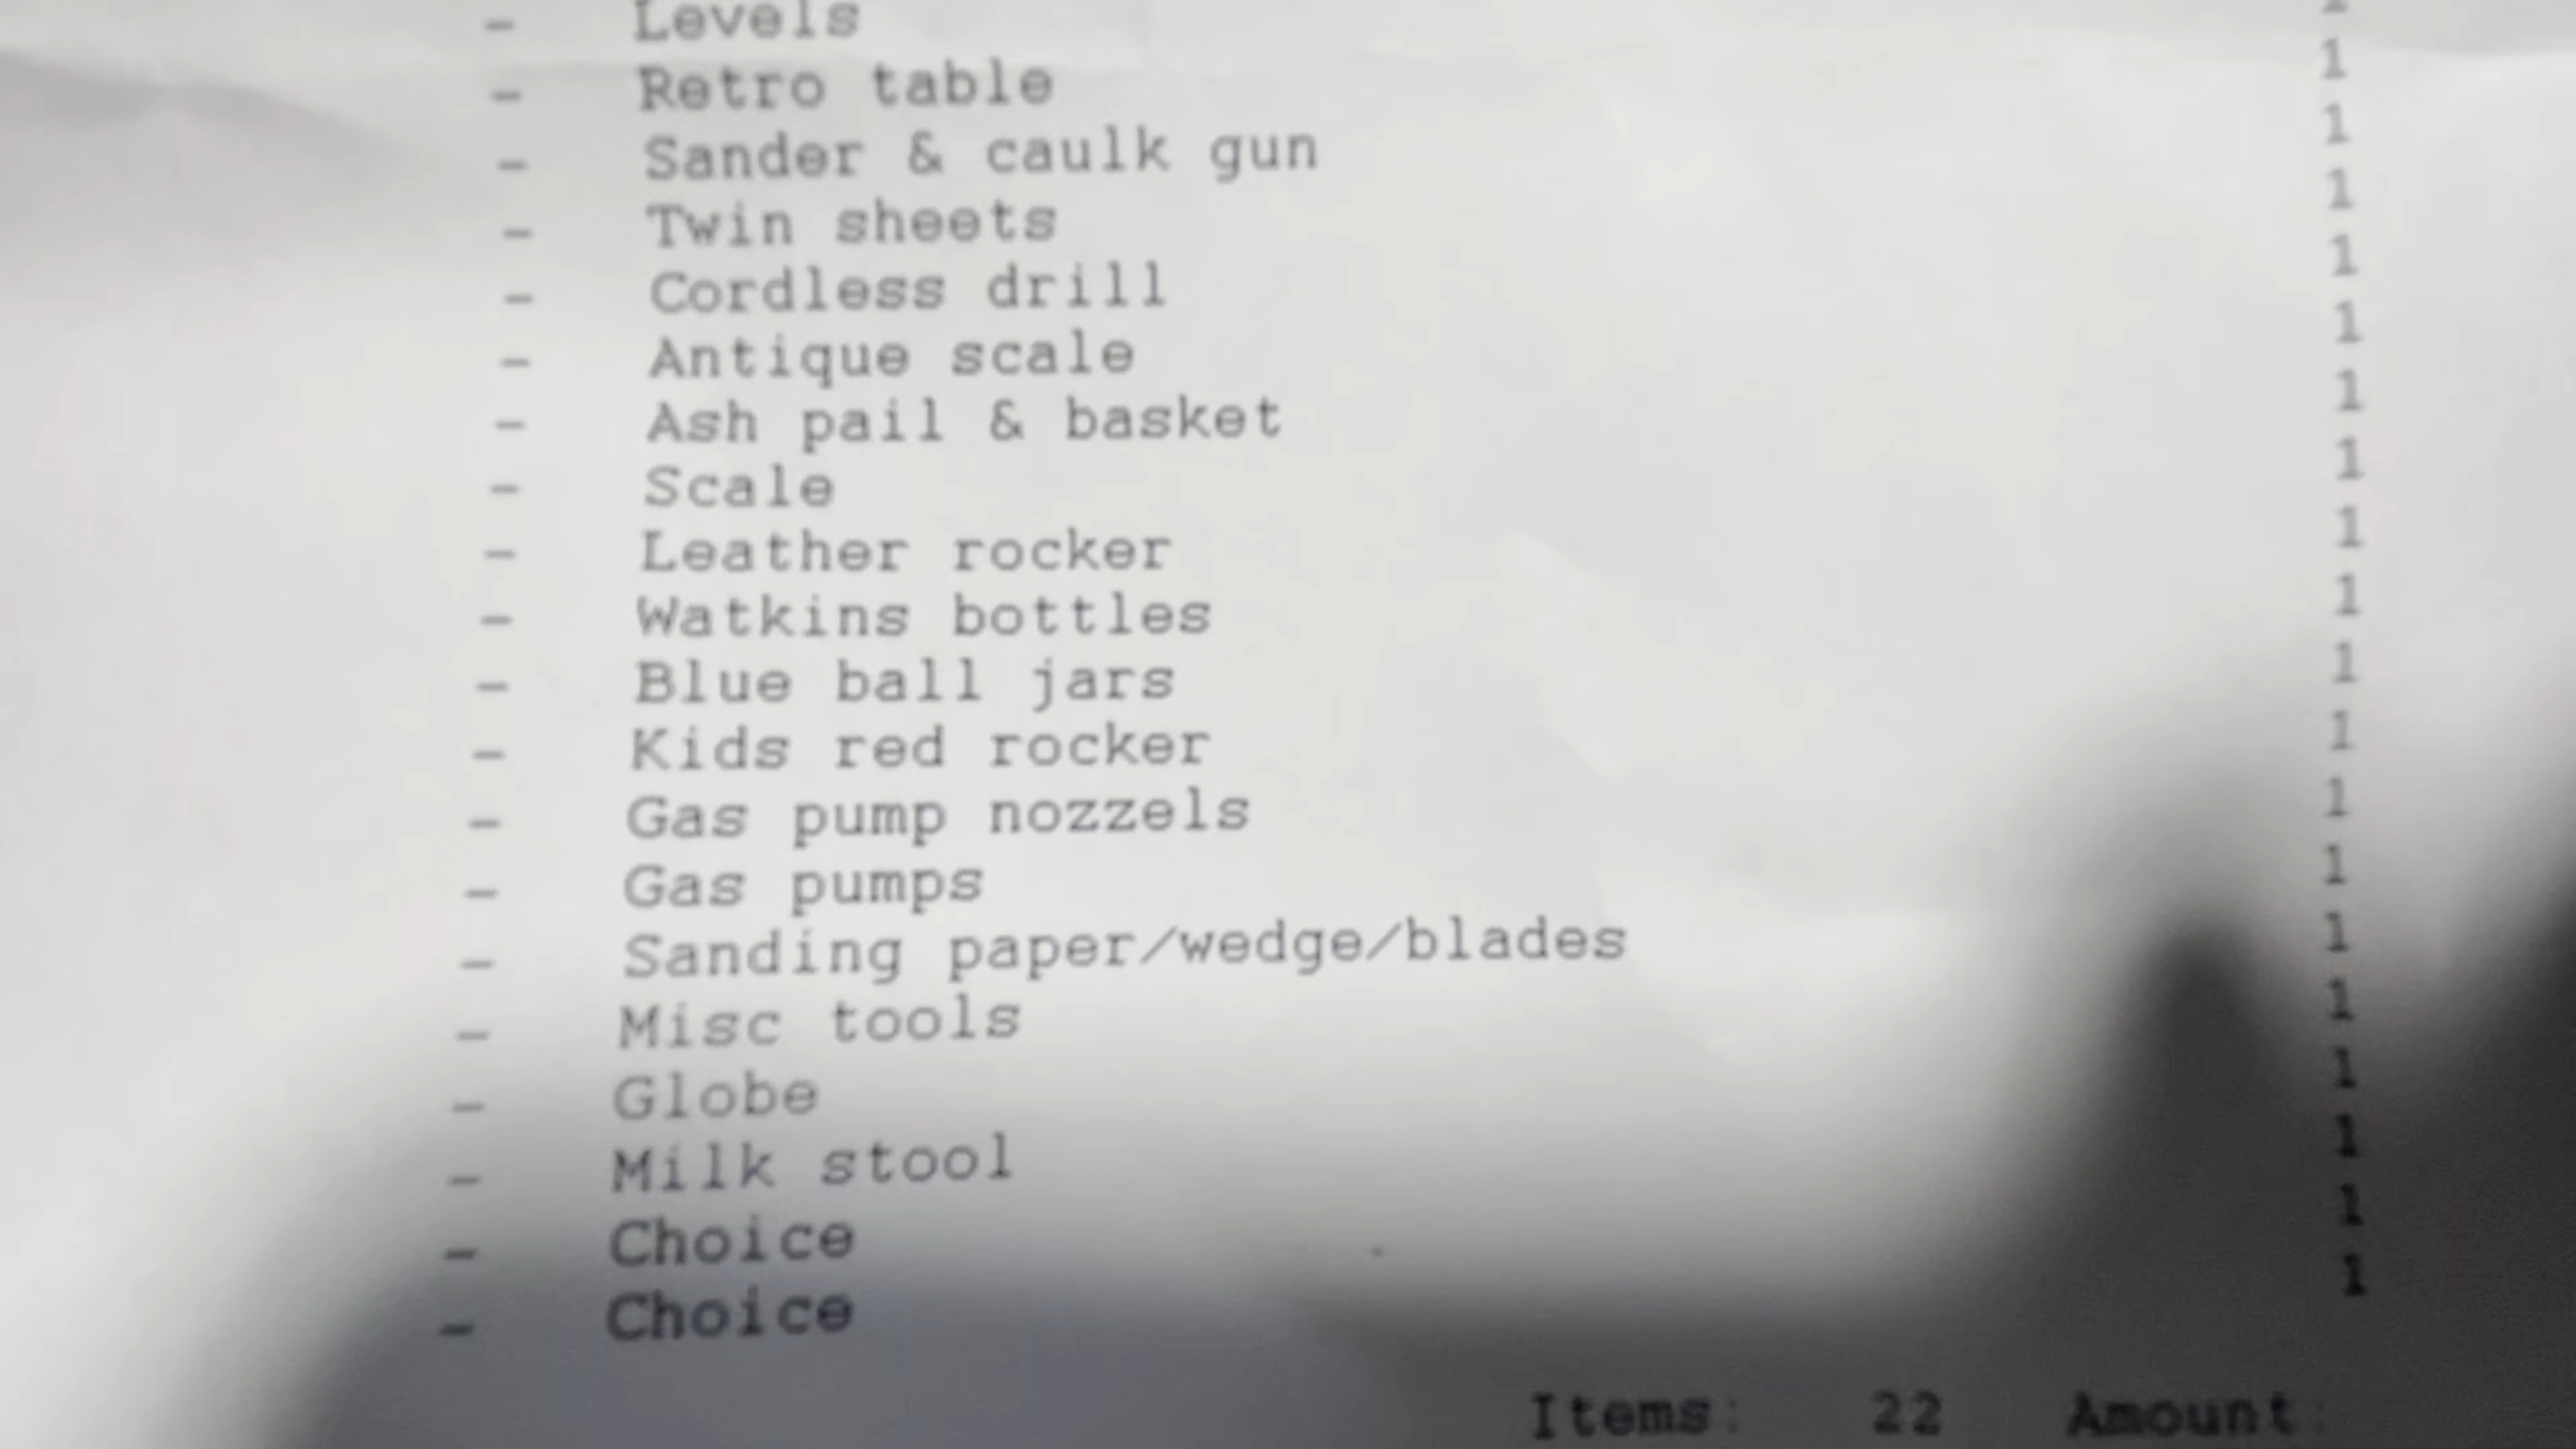 - Levels 1
- Retro table 1
- Sander & caulk gun 1
- Twin sheets 1
- Cordless drill 1
- Antique scale 1
- Ash pail & basket 1
- Scale 1
- Leather rocker 1
- Watkins bottles 1
- Blue ball jars 1
- Kids red rocker 1
- Gas pump nozzels 1
- Gas pumps 1
- Sanding paper/wedge/blades 1
- Misc tools 1
- Globe 1
- Milk stool 1
- Choice 1
- Choice 1
Items: 22 Amount: